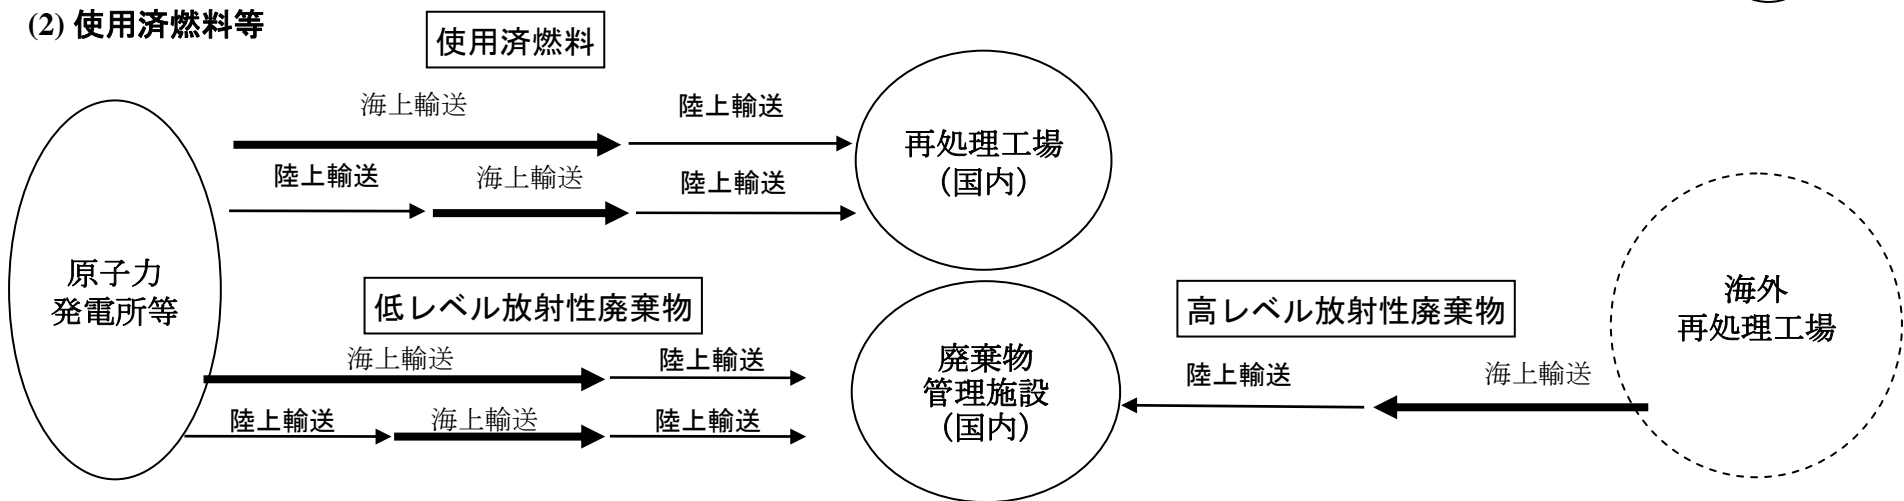 (2) 使用済燃料等
使用済燃料
海上輸送
陸上輸送
陸上輸送
海上輸送
陸上輸送
再処理工場
（国内）
原子力
発電所等
低レベル放射性廃棄物
海上輸送
陸上輸送
陸上輸送
海上輸送
陸上輸送
廃棄物
管理施設
（国内）
高レベル放射性廃棄物
陸上輸送
海上輸送
海外
再処理工場